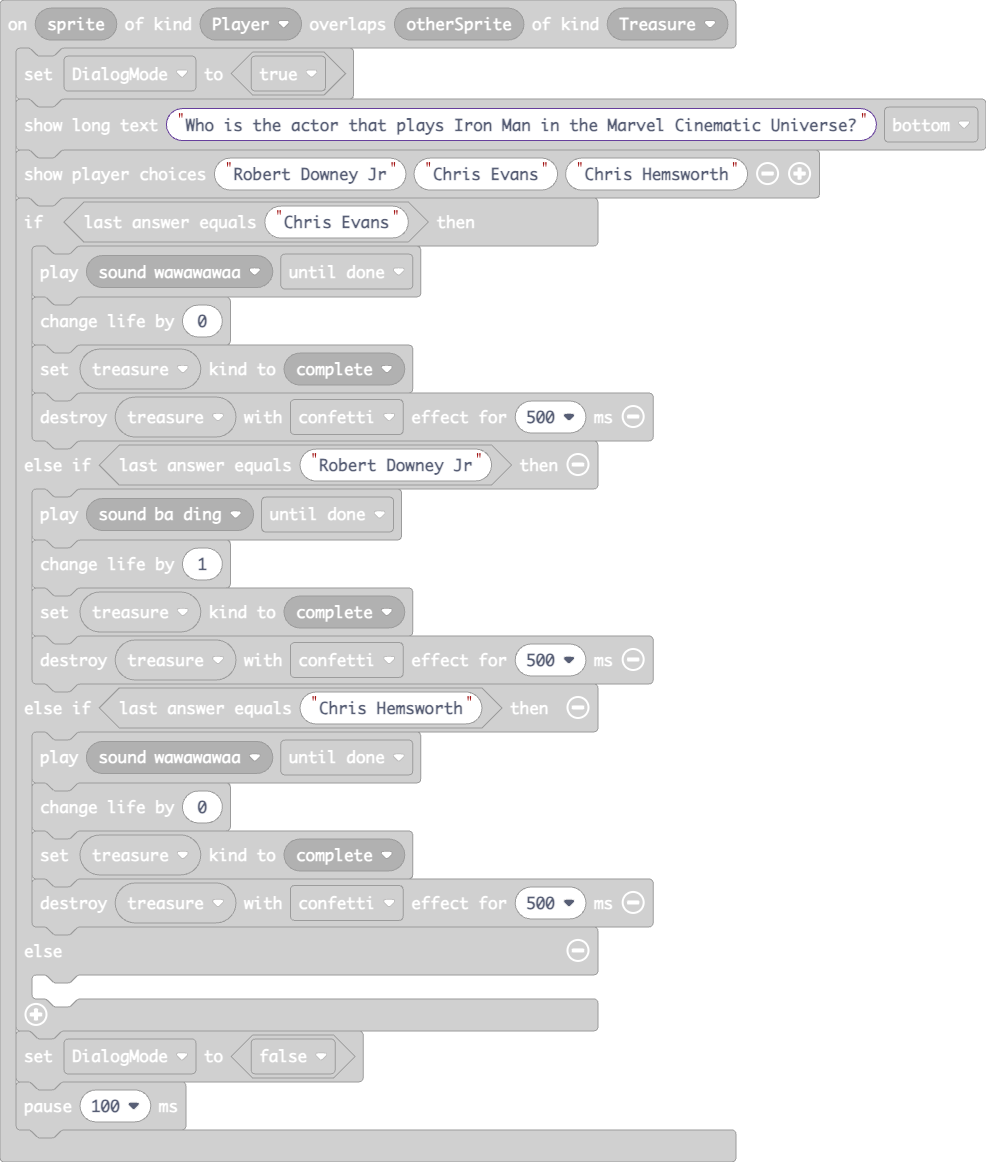 on sprite of kind Player overlaps otherSprite of kind Treasure
set DialogMode to true
show long text "Who is the actor that plays Iron Man in the Marvel Cinematic Universe?" bottom
show player choices "Robert Downey Jr" "Chris Evans" "Chris Hemsworth"
if last answer equals "Chris Evans" then
play sound wawawawaa until done
change life by 0
set treasure kind to complete
destroy treasure with confetti effect for 500 ms
else if last answer equals "Robert Downey Jr" then
play sound ba ding until done
change life by 1
set treasure kind to complete
destroy treasure with confetti effect for 500 ms
else if last answer equals "Chris Hemsworth" then
play sound wawawawaa until done
change life by 0
set treasure kind to complete
destroy treasure with confetti effect for 500 ms
else
set DialogMode to false
pause 100 ms